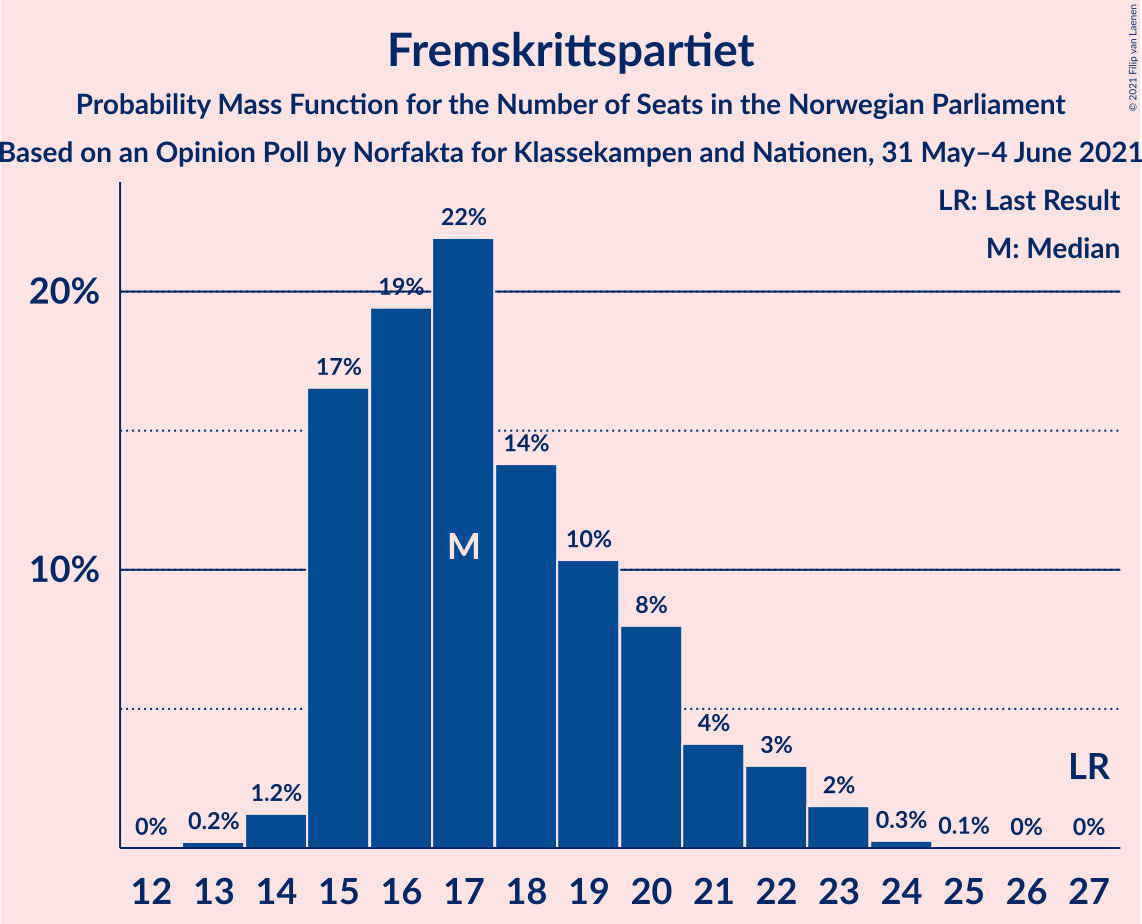 Fremskrittspartiet
Probability Mass Function for the Number of Seats in the Norwegian Parliament
Based on an Opinion Poll by Norfakta for Klassekampen and Nationen, 31 May–4 June 2021
© 2021 Filip van Laenen
LR: Last Result
M: Median
20%
10%
0%
0.2%
1.2%
17%
19%
22%
14%
10%
8%
4%
3%
2%
0.3%
0.1%
0%
0%
M
LR
12 13 14 15 16 17 18 19 20 21 22 23 24 25 26 27